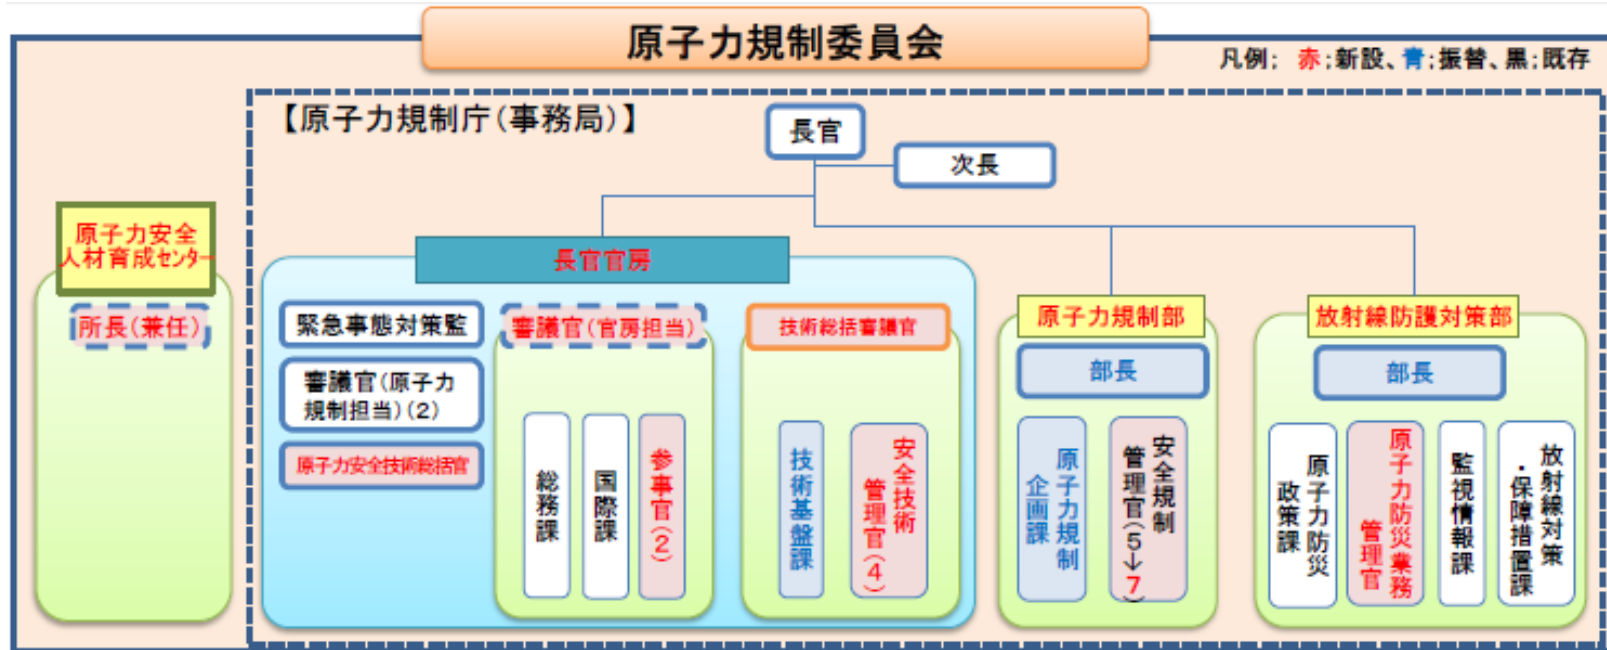 原子力規制委員会
凡例; 赤;新設、青;振替、黒;既存
【原子力規制庁(事務局)】
長官
次長
原子力安全
人材育成センター
所長(兼任)
長官官房
緊急事態対策監
審議官(原子力
規制担当)(2)
原子力安全技術総括官
審議官(官房担当)
総務課
国際課
参事官(2)
技術総括審議官
技術基盤課
安全技術
管理官(4)
原子力規制部
部長
原子力規制
企画課
安全規制
管理官(5→7)
放射線防護対策部
部長
原子力防災
政策課
原子力防災業務
管理官
監視情報課
放射線対策
・保障措置課